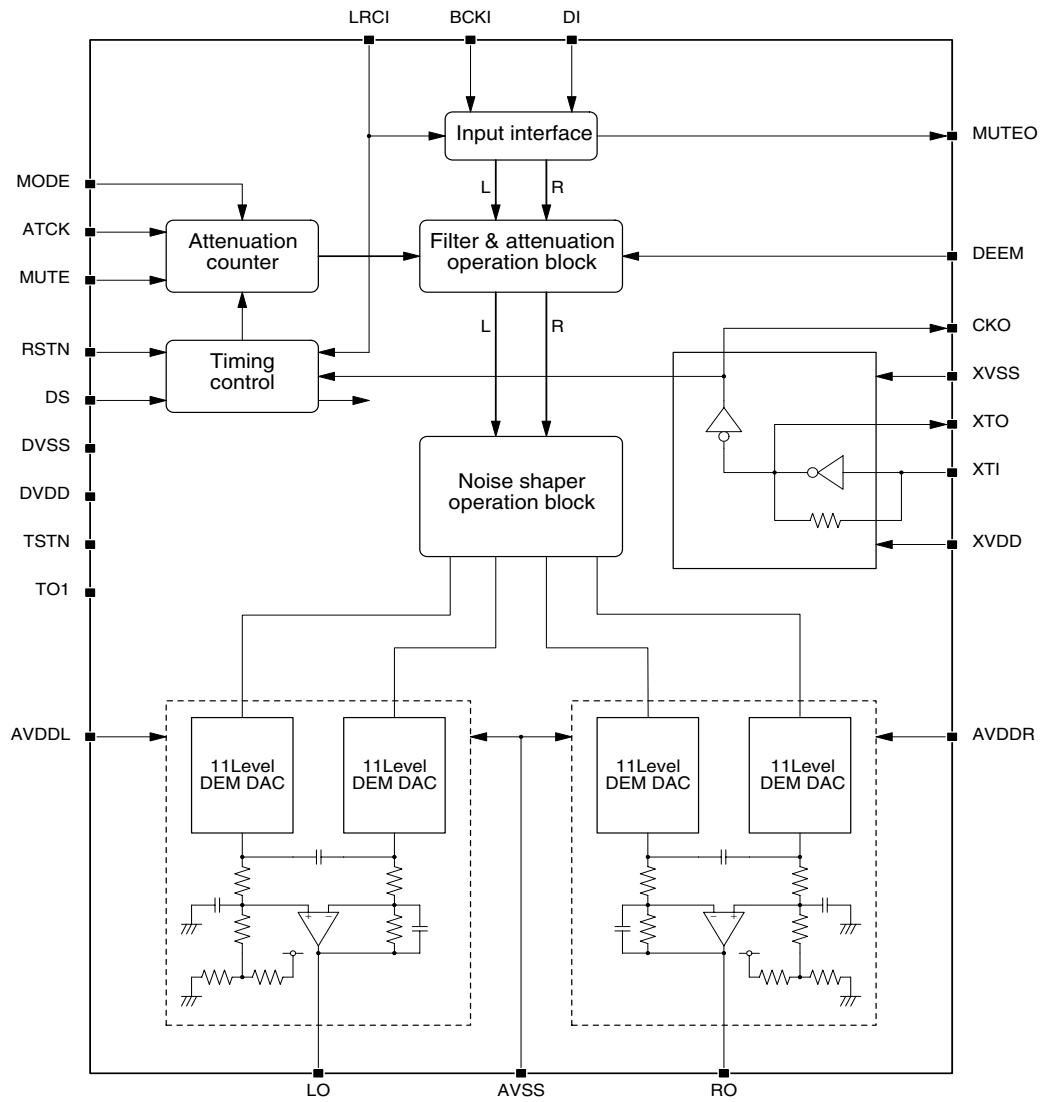 LRCI
BCKI
DI
Input interface
MUTEO
MODE
L
R
ATCK
Attenuation
counter
Filter & attenuation
operation block
MUTE
DEEM
L
R
CKO
RSTN
Timing
control
XVSS
DS
XTO
DVSS
XTI
Noise shaper
operation block
DVDD
TSTN
XVDD
TO1
AVDDL
AVDDR
11Level
DEM DAC
11Level
DEM DAC
11Level
DEM DAC
11Level
DEM DAC
+
−
−
+
LO
AVSS
RO